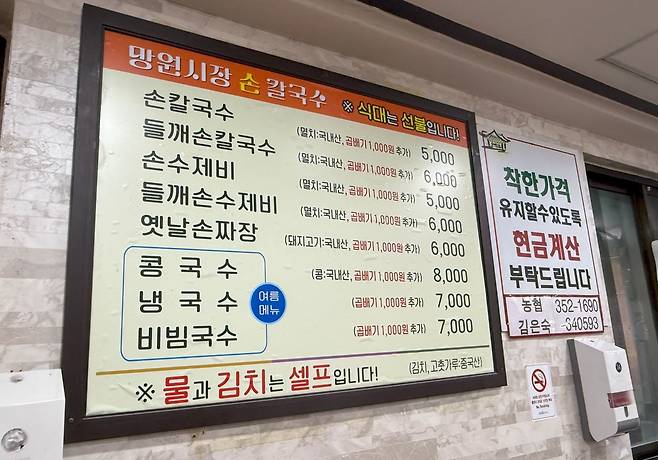 망원시장 손 칼국수 ※ 식대는 선불입니다!
손칼국수 (멸치:국내산, 곱배기 1,000원 추가) 5,000
들깨손칼국수 (멸치:국내산, 곱배기 1,000원 추가) 6,000
손수제비 (멸치:국내산, 곱배기 1,000원 추가) 5,000
들깨손수제비 (멸치:국내산, 곱배기 1,000원 추가) 6,000
옛날손짜장 (돼지고기:국내산, 곱배기 1,000원 추가) 6,000
콩국수 (콩:국내산, 곱배기 1,000원 추가) 8,000
냉국수 (곱배기 1,000원 추가) 7,000
비빔국수 (곱배기 1,000원 추가) 7,000
여름
메뉴
※ 물과 김치는 셀프입니다! (김치, 고춧가루:중국산)
착한가격
유지할수있도록
현금계산
부탁드립니다
농협 352-1690
김은숙 -640593